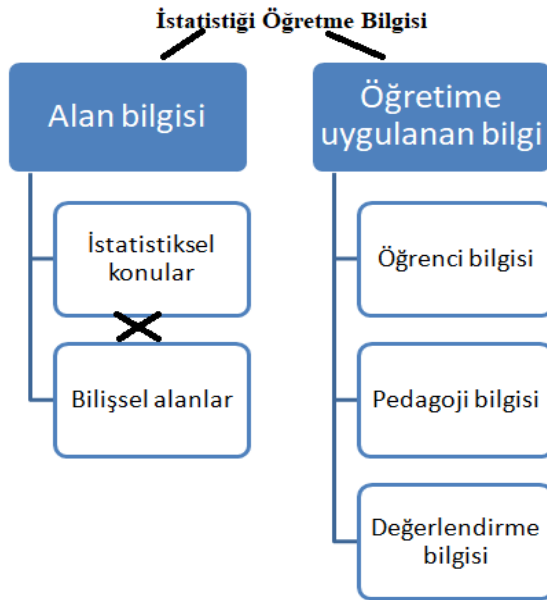 İstatistiği Öğretme Bilgisi
Alan bilgisi
İstatistiksel
konular
Bilişsel alanlar
Öğretime
uygulanan bilgi
Öğrenci bilgisi
Pedagoji bilgisi
Değerlendirme
bilgisi